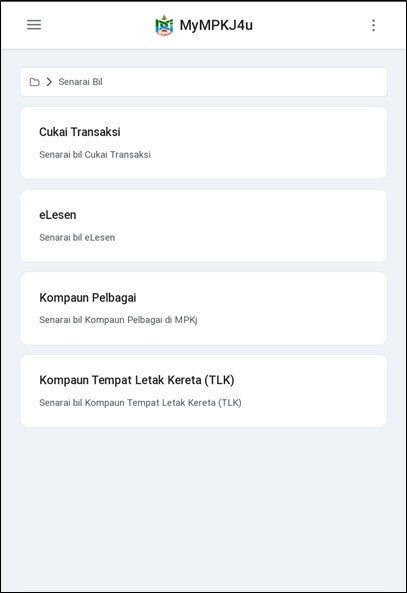 MyMPKJ4u
Senarai Bil
Cukai Transaksi
Senarai bil Cukai Transaksi
eLesen
Senarai bil eLesen
Kompaun Pelbagai
Senarai bil Kompaun Pelbagai di MPKj
Kompaun Tempat Letak Kereta (TLK)
Senarai bil Kompaun Tempat Letak Kereta (TLK)